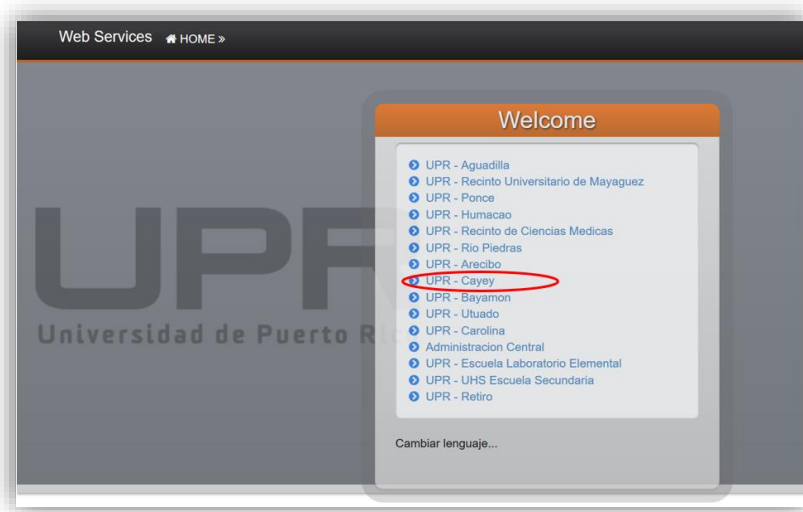 Web Services HOME »
Welcome
UPR - Aguadilla
UPR - Recinto Universitario de Mayaguez
UPR - Ponce
UPR - Humacao
UPR - Recinto de Ciencias Medicas
UPR - Rio Piedras
UPR - Arecibo
UPR - Cayey
UPR - Bayamon
UPR - Utuado
UPR - Carolina
Administracion Central
UPR - Escuela Laboratorio Elemental
UPR - UHS Escuela Secundaria
UPR - Retiro
Cambiar lenguaje...
UPR
Universidad de Puerto Ric